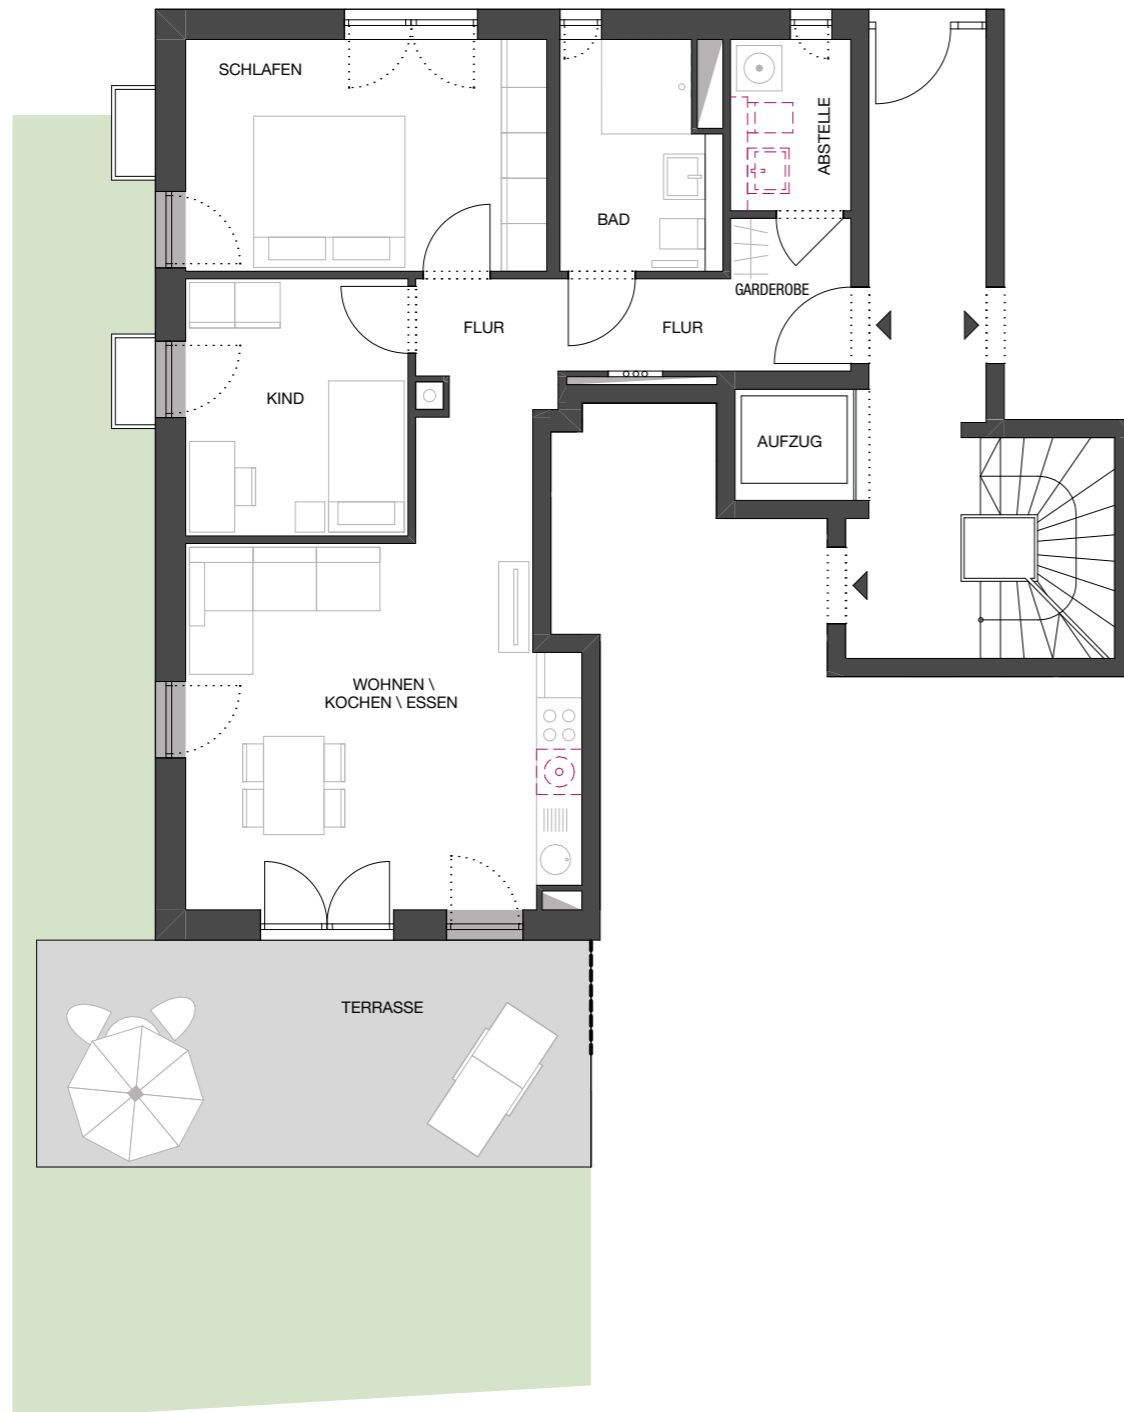 SCHLAFEN
ABSTELLE
BAD
GARDEROBE
FLUR
FLUR
KIND
AUFZUG
WOHNEN \
KOCHEN \ ESSEN
TERRASSE